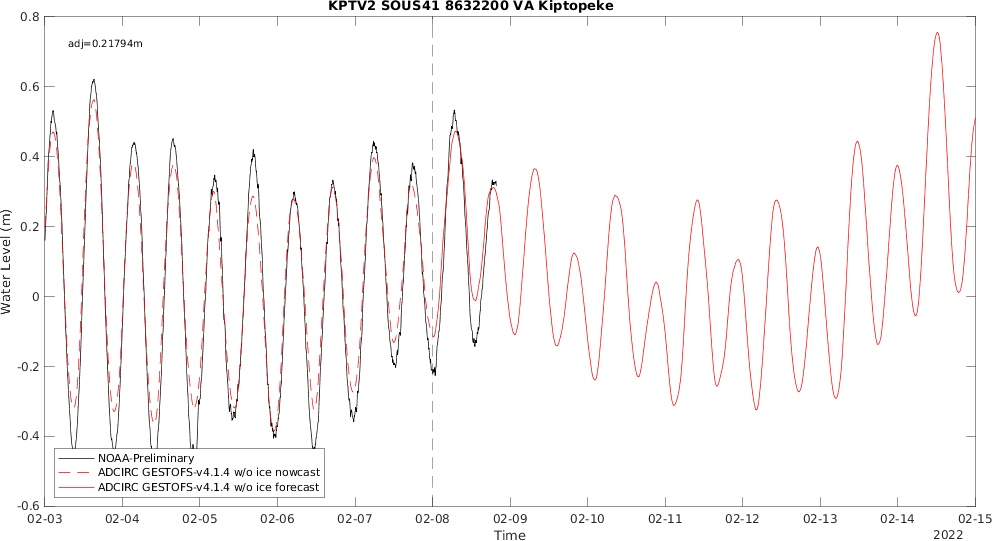 KPTV2 SOUS41 8632200 VA Kiptopeke
adj=0.21794m
0.8
0.6
0.4
0.2
0
-0.2
-0.4
-0.6
Water Level (m)
NOAA-Preliminary
ADCIRC GESTOFS-v4.1.4 w/o ice nowcast
ADCIRC GESTOFS-v4.1.4 w/o ice forecast
02-03 02-04 02-05 02-06 02-07 02-08 02-09 02-10 02-11 02-12 02-13 02-14 02-15
Time
2022